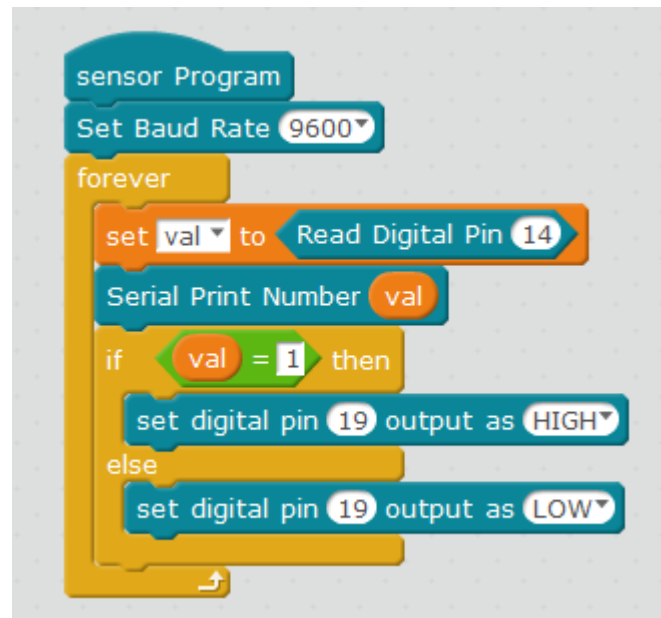 sensor Program
Set Baud Rate 9600
forever
set val to Read Digital Pin 14
Serial Print Number val
if val = 1 then
set digital pin 19 output as HIGH
else
set digital pin 19 output as LOW